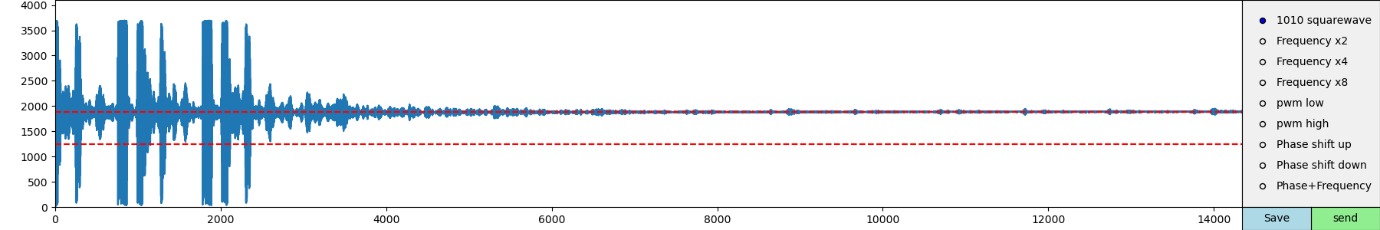 4000
3500
3000
2500
2000
1500
1000
500
0
0
2000
4000
6000
8000
10000
12000
14000
1010 squarewave
Frequency x2
Frequency x4
Frequency x8
pwm low
pwm high
Phase shift up
Phase shift down
Phase+Frequency
Save
send